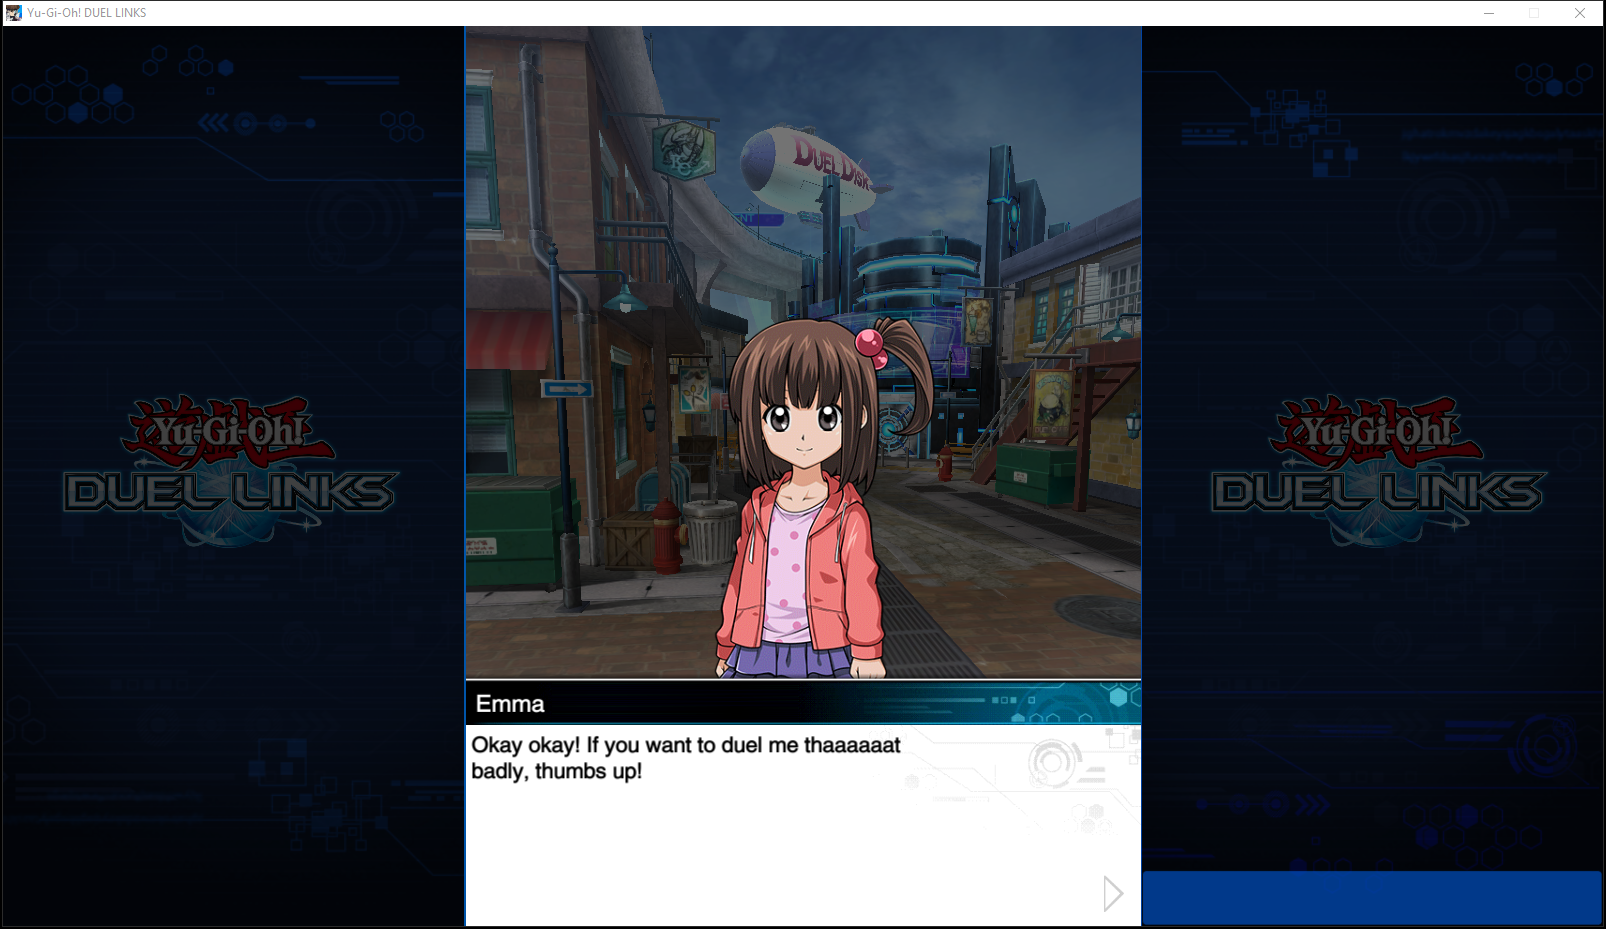 Yu-Gi-Oh! DUEL LINKS
DUEL DISK
Yu-Gi-Oh!
DUEL LINKS
Yu-Gi-Oh!
DUEL LINKS
Emma
Okay okay! If you want to duel me thaaaaaat
badly, thumbs up!